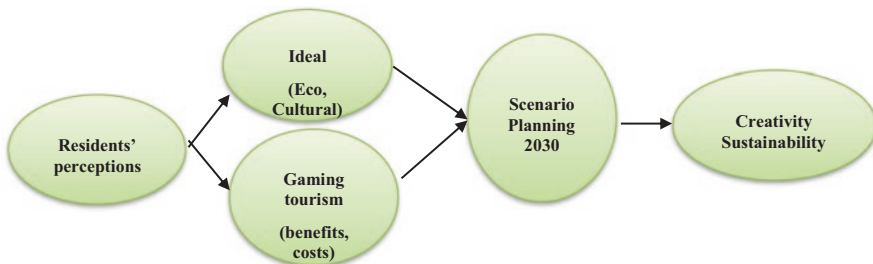 Residents'
perceptions
Ideal
(Eco,
Cultural)
Gaming
tourism
(benefits,
costs)
Scenario
Planning
2030
Creativity
Sustainability